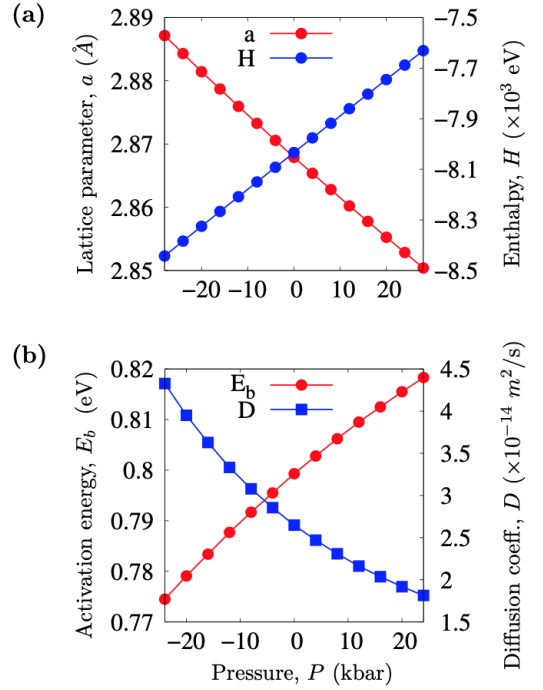 (a)
2.89
2.88
2.87
2.86
2.85
Lattice parameter, a (Å)
a
H
−7.5
−7.7
−7.9
−8.1
−8.3
−8.5
Enthalpy, H (×10³ eV)
−20 −10 0 10 20
(b)
0.82
0.81
0.8
0.79
0.78
0.77
Activation energy, E_b (eV)
E_b
D
4.5
4
3.5
3
2.5
2
1.5
Diffusion coeff., D (×10⁻¹⁴ m²/s)
−20 −10 0 10 20
Pressure, P (kbar)